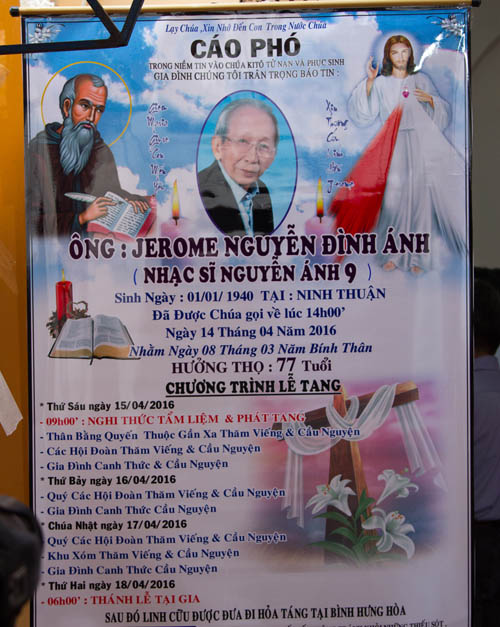 Lạy Chúa, Xin Nhớ Đến Con Trong Nước Chúa
CÁO PHÓ
TRONG NIỀM TIN VÀO CHÚA KITÔ TỬ NẠN VÀ PHỤC SINH
GIA ĐÌNH CHÚNG TÔI TRÂN TRỌNG BÁO TIN :
ÔNG : JEROME NGUYỄN ĐÌNH ÁNH
( NHẠC SĨ NGUYỄN ÁNH 9 )
Sinh Ngày : 01/01/ 1940 TẠI : NINH THUẬN
Đã Được Chúa gọi về lúc 14h00'
Ngày 14 Tháng 04 Năm 2016
Nhằm Ngày 08 Tháng 03 Năm Bính Thân
HƯỞNG THỌ : 77 Tuổi
CHƯƠNG TRÌNH LỄ TANG
* Thứ Sáu ngày 15/04/2016
- 09h00' : NGHI THỨC TẨM LIỆM & PHÁT TANG
- Thân Bằng Quyến Thuộc Gần Xa Thăm Viếng & Cầu Nguyện
- Các Hội Đoàn Thăm Viếng & Cầu Nguyện
- Gia Đình Canh Thức & Cầu Nguyện
* Thứ Bảy ngày 16/04/2016
- Quý Các Hội Đoàn Thăm Viếng & Cầu Nguyện
- Gia Đình Canh Thức & Cầu Nguyện
* Chúa Nhật ngày 17/04/2016
- Quý Các Hội Đoàn Thăm Viếng & Cầu Nguyện
- Khu Xóm Thăm Viếng & Cầu Nguyện
- Gia Đình Canh Thức Cầu Nguyện
* Thứ Hai ngày 18/04/2016
- 06h00' : THÁNH LỄ TẠI GIA
SAU ĐÓ LINH CỮU ĐƯỢC ĐƯA ĐI HỎA TÁNG TẠI BÌNH HƯNG HÒA